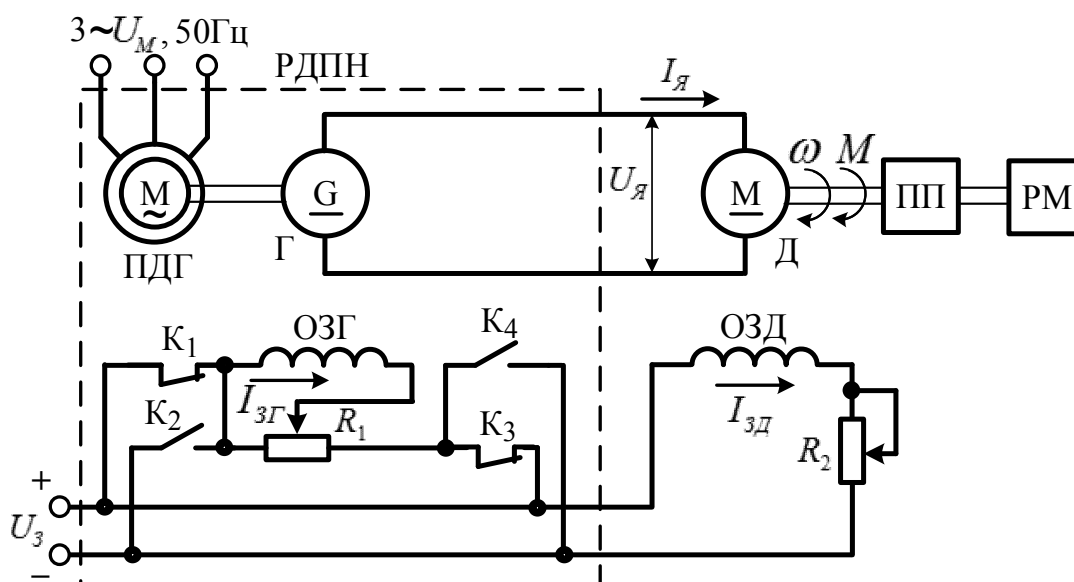 3~U_M, 50Гц
РДПН
I_Я
M
~
G
U_Я
M
ω M
ПП
РМ
ПДГ
Г
Д
К₁
ОЗГ
К₄
ОЗД
I_ЗГ
I_ЗД
К₂
R₁
К₃
R₂
+
U_З
−